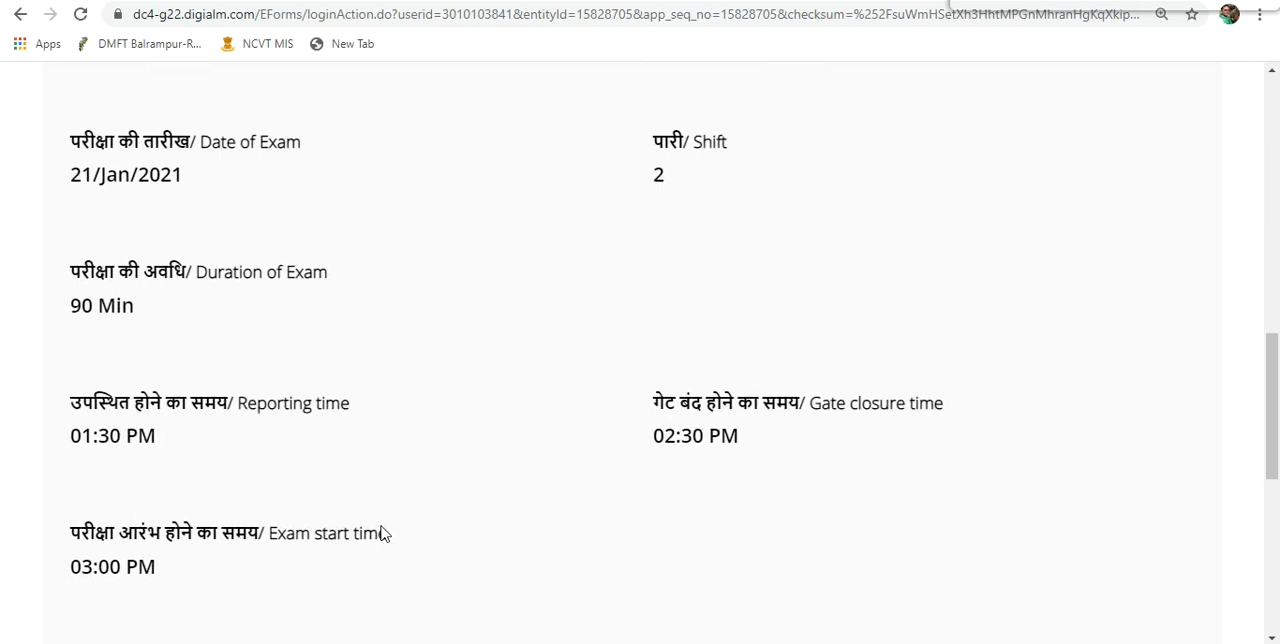 dc4-g22.digialm.com/EForms/loginAction.do?userid=3010103841&entityId=15828705&app_seq_no=15828705&checksum=%252FsuWmHSetXh3HhtMPGnMhranHgKqXkip...
Apps DMFT Balrampur-R... NCVT MIS New Tab
परीक्षा की तारीख/ Date of Exam पारी/ Shift
21/Jan/2021 2
परीक्षा की अवधि/ Duration of Exam
90 Min
उपस्थित होने का समय/ Reporting time गेट बंद होने का समय/ Gate closure time
01:30 PM 02:30 PM
परीक्षा आरंभ होने का समय/ Exam start time
03:00 PM